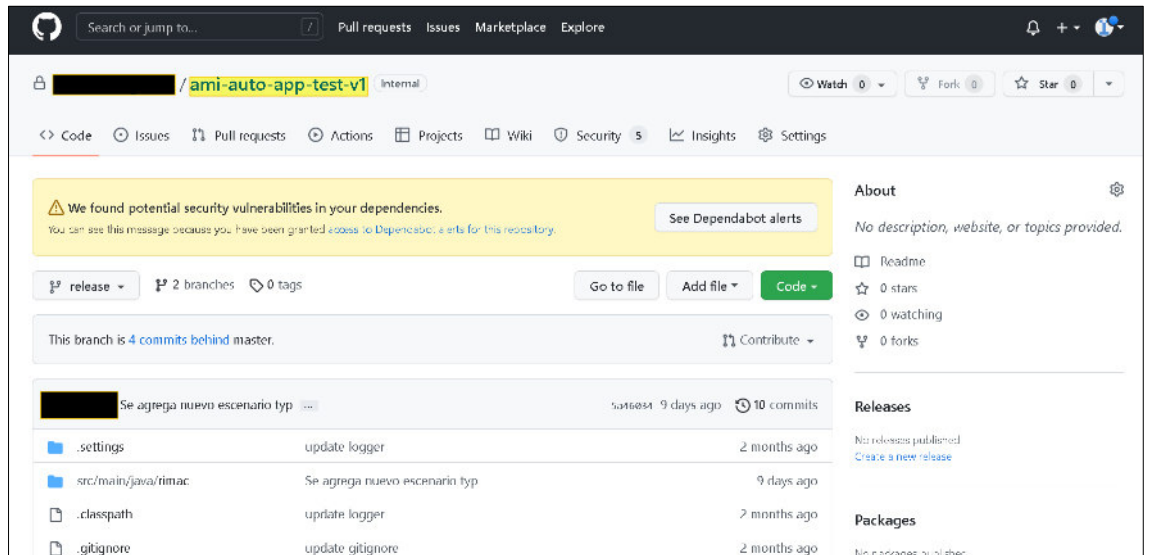 Search or jump to... / Pull requests Issues Marketplace Explore
/ ami-auto-app-test-v1 Internal
Watch 0 Fork 0 Star 0
Code Issues Pull requests Actions Projects Wiki Security 5 Insights Settings
We found potential security vulnerabilities in your dependencies.
You can see this message because you have been granted access to Dependabot alerts for this repository.
See Dependabot alerts
release 2 branches 0 tags Go to file Add file Code
This branch is 4 commits behind master. Contribute
Se agrega nuevo escenario typ ... 9 days ago 10 commits
.settings update logger 2 months ago
src/main/java/rimac Se agrega nuevo escenario typ 9 days ago
.classpath update logger 2 months ago
.gitignore update gitignore 2 months ago
About
No description, website, or topics provided.
Readme
0 stars
0 watching
0 forks
Releases
No releases published
Create a new release
Packages
No packages published